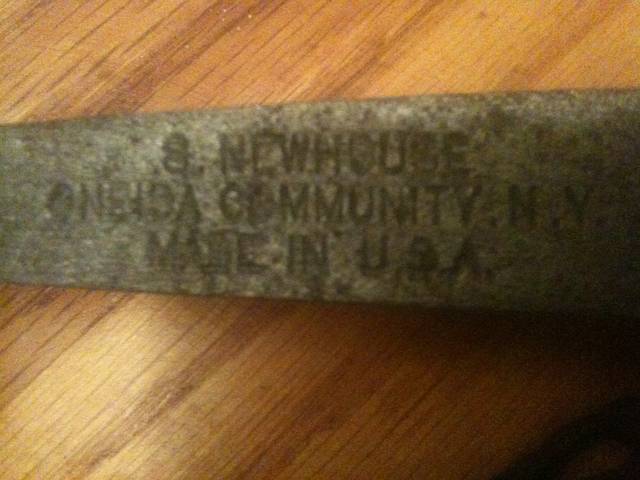 S. NEWHOUSE
ONEIDA COMMUNITY, N.Y.
MADE IN U.S.A.